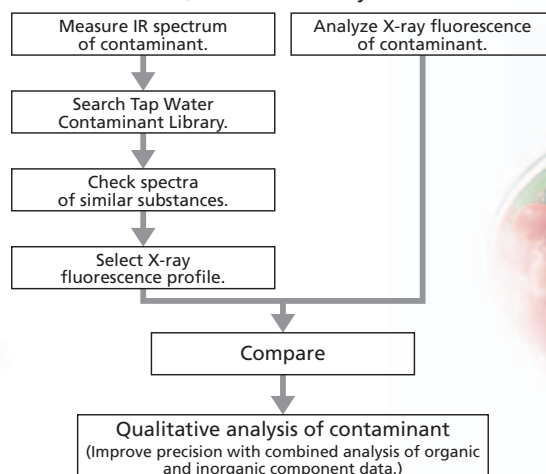 Measure IR spectrum
of contaminant.
Analyze X-ray fluorescence
of contaminant.
Search Tap Water
Contaminant Library.
Check spectra
of similar substances.
Select X-ray
fluorescence profile.
Compare
Qualitative analysis of contaminant
(Improve precision with combined analysis of organic
and inorganic component data.)